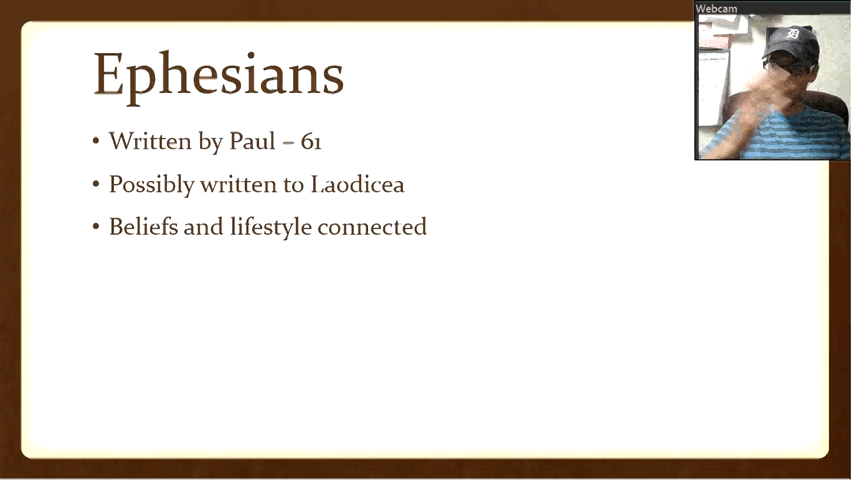 Webcam
Ephesians
• Written by Paul – 61
• Possibly written to Laodicea
• Beliefs and lifestyle connected
D